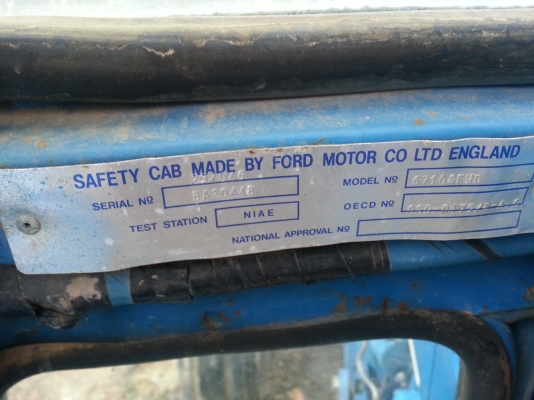 SAFETY CAB MADE BY FORD MOTOR CO LTD ENGLAND
SERIAL Nº
MODEL Nº 67104FWD
TEST STATION NIAE
OECD Nº
NATIONAL APPROVAL Nº